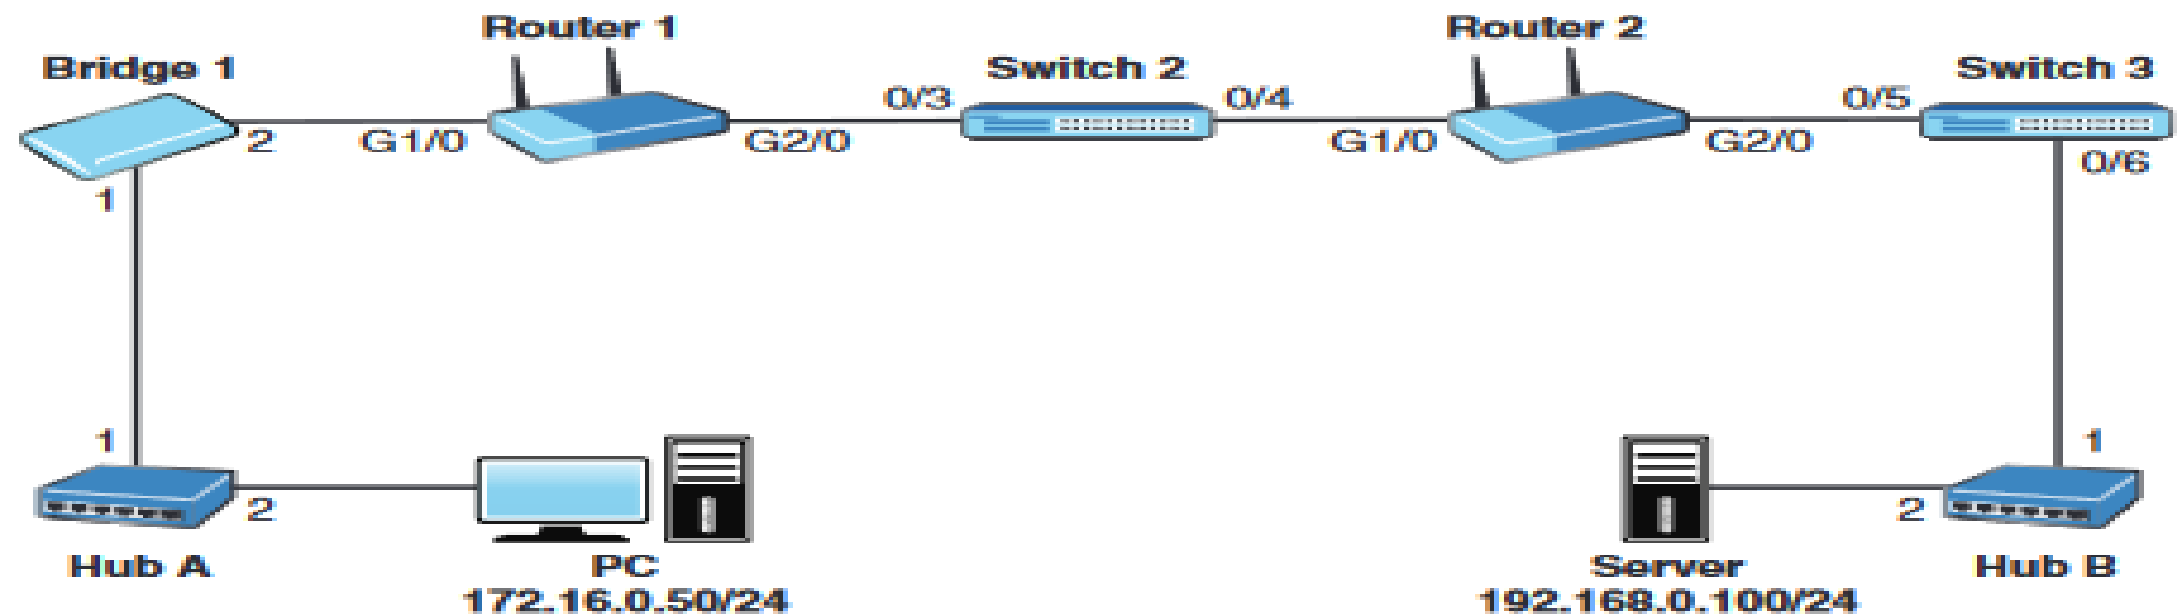 Router 1
Router 2
Bridge 1
Switch 2
Switch 3
0/3
0/4
0/5
2
G1/0
G2/0
G1/0
G2/0
0/6
1
1
1
2
2
Hub A
PC
Server
Hub B
172.16.0.50/24
192.168.0.100/24